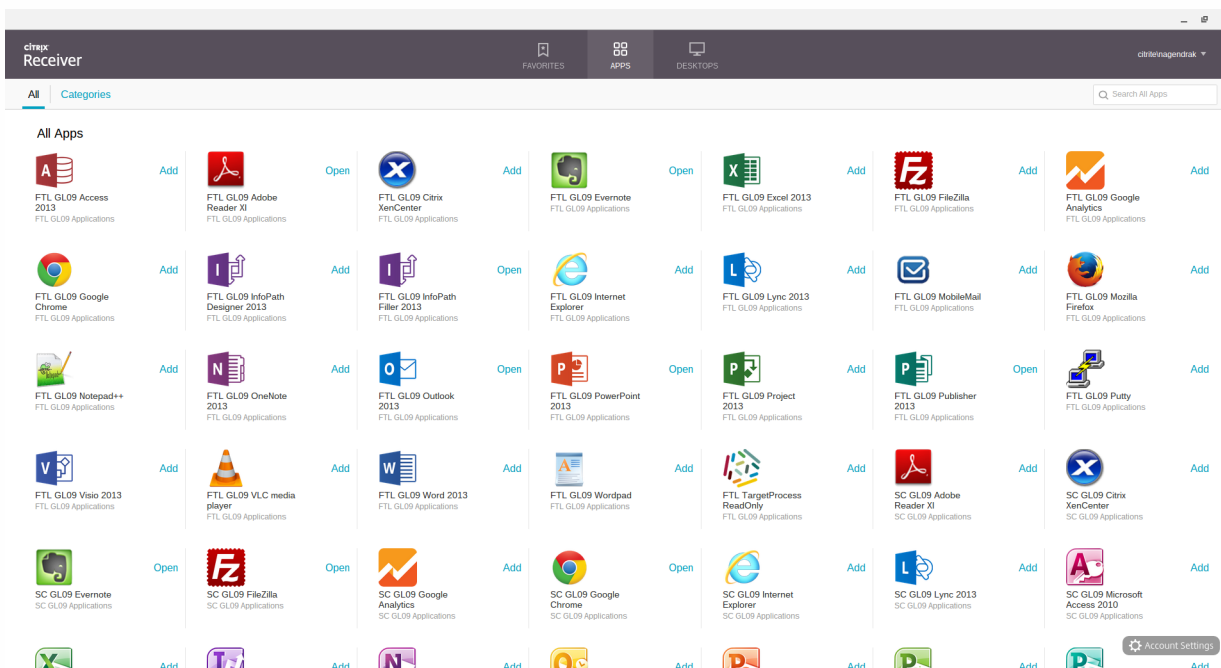 CITRIX
Receiver
FAVORITES
APPS
DESKTOPS
citrite\nagendrak
All
Categories
Search All Apps
All Apps
Add
Open
Add
Open
Add
Add
Add
FTL GL09 Access
2013
FTL GL09 Applications
FTL GL09 Adobe
Reader XI
FTL GL09 Applications
FTL GL09 Citrix
XenCenter
FTL GL09 Applications
FTL GL09 Evernote
FTL GL09 Applications
FTL GL09 Excel 2013
FTL GL09 Applications
FTL GL09 FileZilla
FTL GL09 Applications
FTL GL09 Google
Analytics
FTL GL09 Applications
Add
Add
Open
Add
Add
Add
Add
FTL GL09 Google
Chrome
FTL GL09 Applications
FTL GL09 InfoPath
Designer 2013
FTL GL09 Applications
FTL GL09 InfoPath
Filler 2013
FTL GL09 Applications
FTL GL09 Internet
Explorer
FTL GL09 Applications
FTL GL09 Lync 2013
FTL GL09 Applications
FTL GL09 MobileMail
FTL GL09 Applications
FTL GL09 Mozilla
Firefox
FTL GL09 Applications
Add
Add
Open
Open
Add
Open
Add
FTL GL09 Notepad++
FTL GL09 Applications
FTL GL09 OneNote
2013
FTL GL09 Applications
FTL GL09 Outlook
2013
FTL GL09 Applications
FTL GL09 PowerPoint
2013
FTL GL09 Applications
FTL GL09 Project
2013
FTL GL09 Applications
FTL GL09 Publisher
2013
FTL GL09 Applications
FTL GL09 Putty
FTL GL09 Applications
Add
Add
Add
Add
Add
Add
Add
FTL GL09 Visio 2013
FTL GL09 Applications
FTL GL09 VLC media
player
FTL GL09 Applications
FTL GL09 Word 2013
FTL GL09 Applications
FTL GL09 Wordpad
FTL GL09 Applications
FTL TargetProcess
ReadOnly
FTL GL09 Applications
SC GL09 Adobe
Reader XI
SC GL09 Applications
SC GL09 Citrix
XenCenter
SC GL09 Applications
Open
Open
Add
Open
Add
Add
Add
SC GL09 Evernote
SC GL09 Applications
SC GL09 FileZilla
SC GL09 Applications
SC GL09 Google
Analytics
SC GL09 Applications
SC GL09 Google
Chrome
SC GL09 Applications
SC GL09 Internet
Explorer
SC GL09 Applications
SC GL09 Lync 2013
SC GL09 Applications
SC GL09 Microsoft
Access 2010
SC GL09 Applications
Account Settings
Add
Add
Add
Add
Add
Add
Add